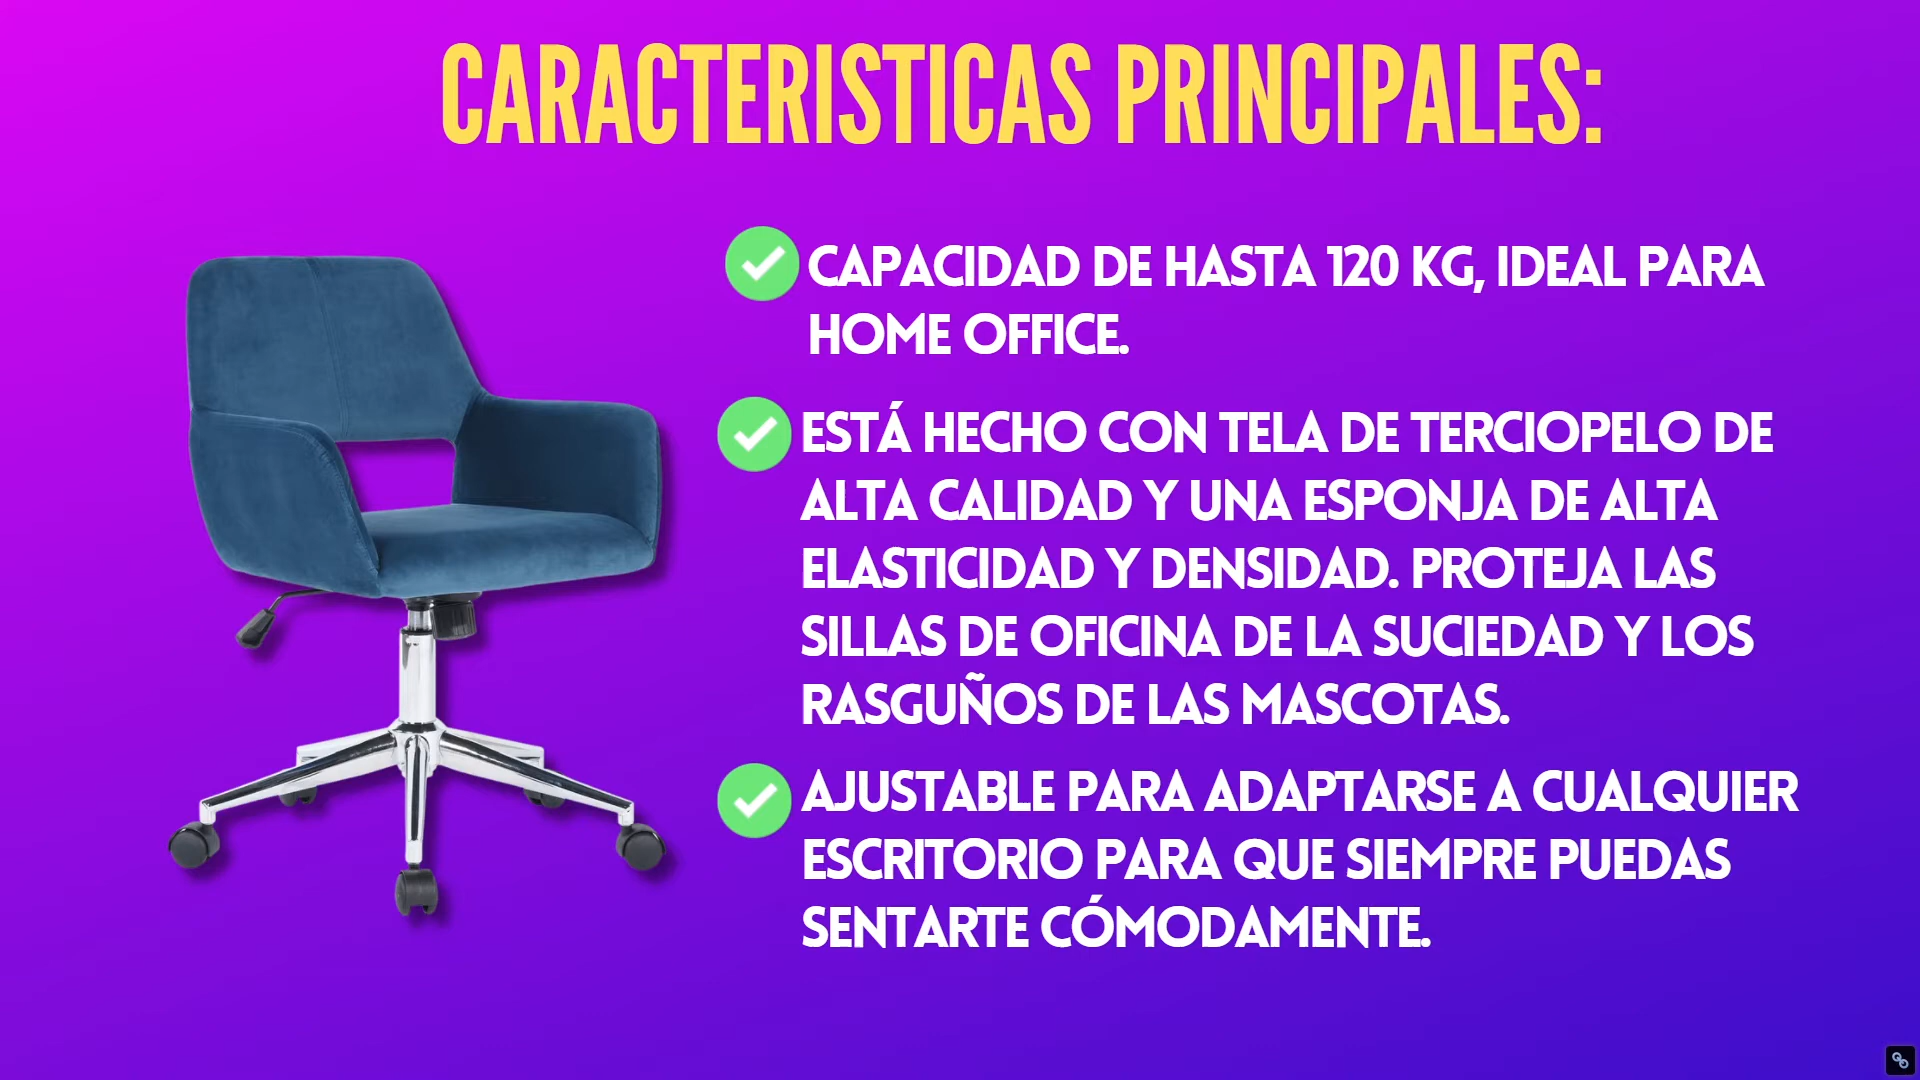 CARACTERISTICAS PRINCIPALES:
CAPACIDAD DE HASTA 120 KG, IDEAL PARA
HOME OFFICE.
ESTÁ HECHO CON TELA DE TERCIOPELO DE
ALTA CALIDAD Y UNA ESPONJA DE ALTA
ELASTICIDAD Y DENSIDAD. PROTEJA LAS
SILLAS DE OFICINA DE LA SUCIEDAD Y LOS
RASGUÑOS DE LAS MASCOTAS.
AJUSTABLE PARA ADAPTARSE A CUALQUIER
ESCRITORIO PARA QUE SIEMPRE PUEDAS
SENTARTE CÓMODAMENTE.